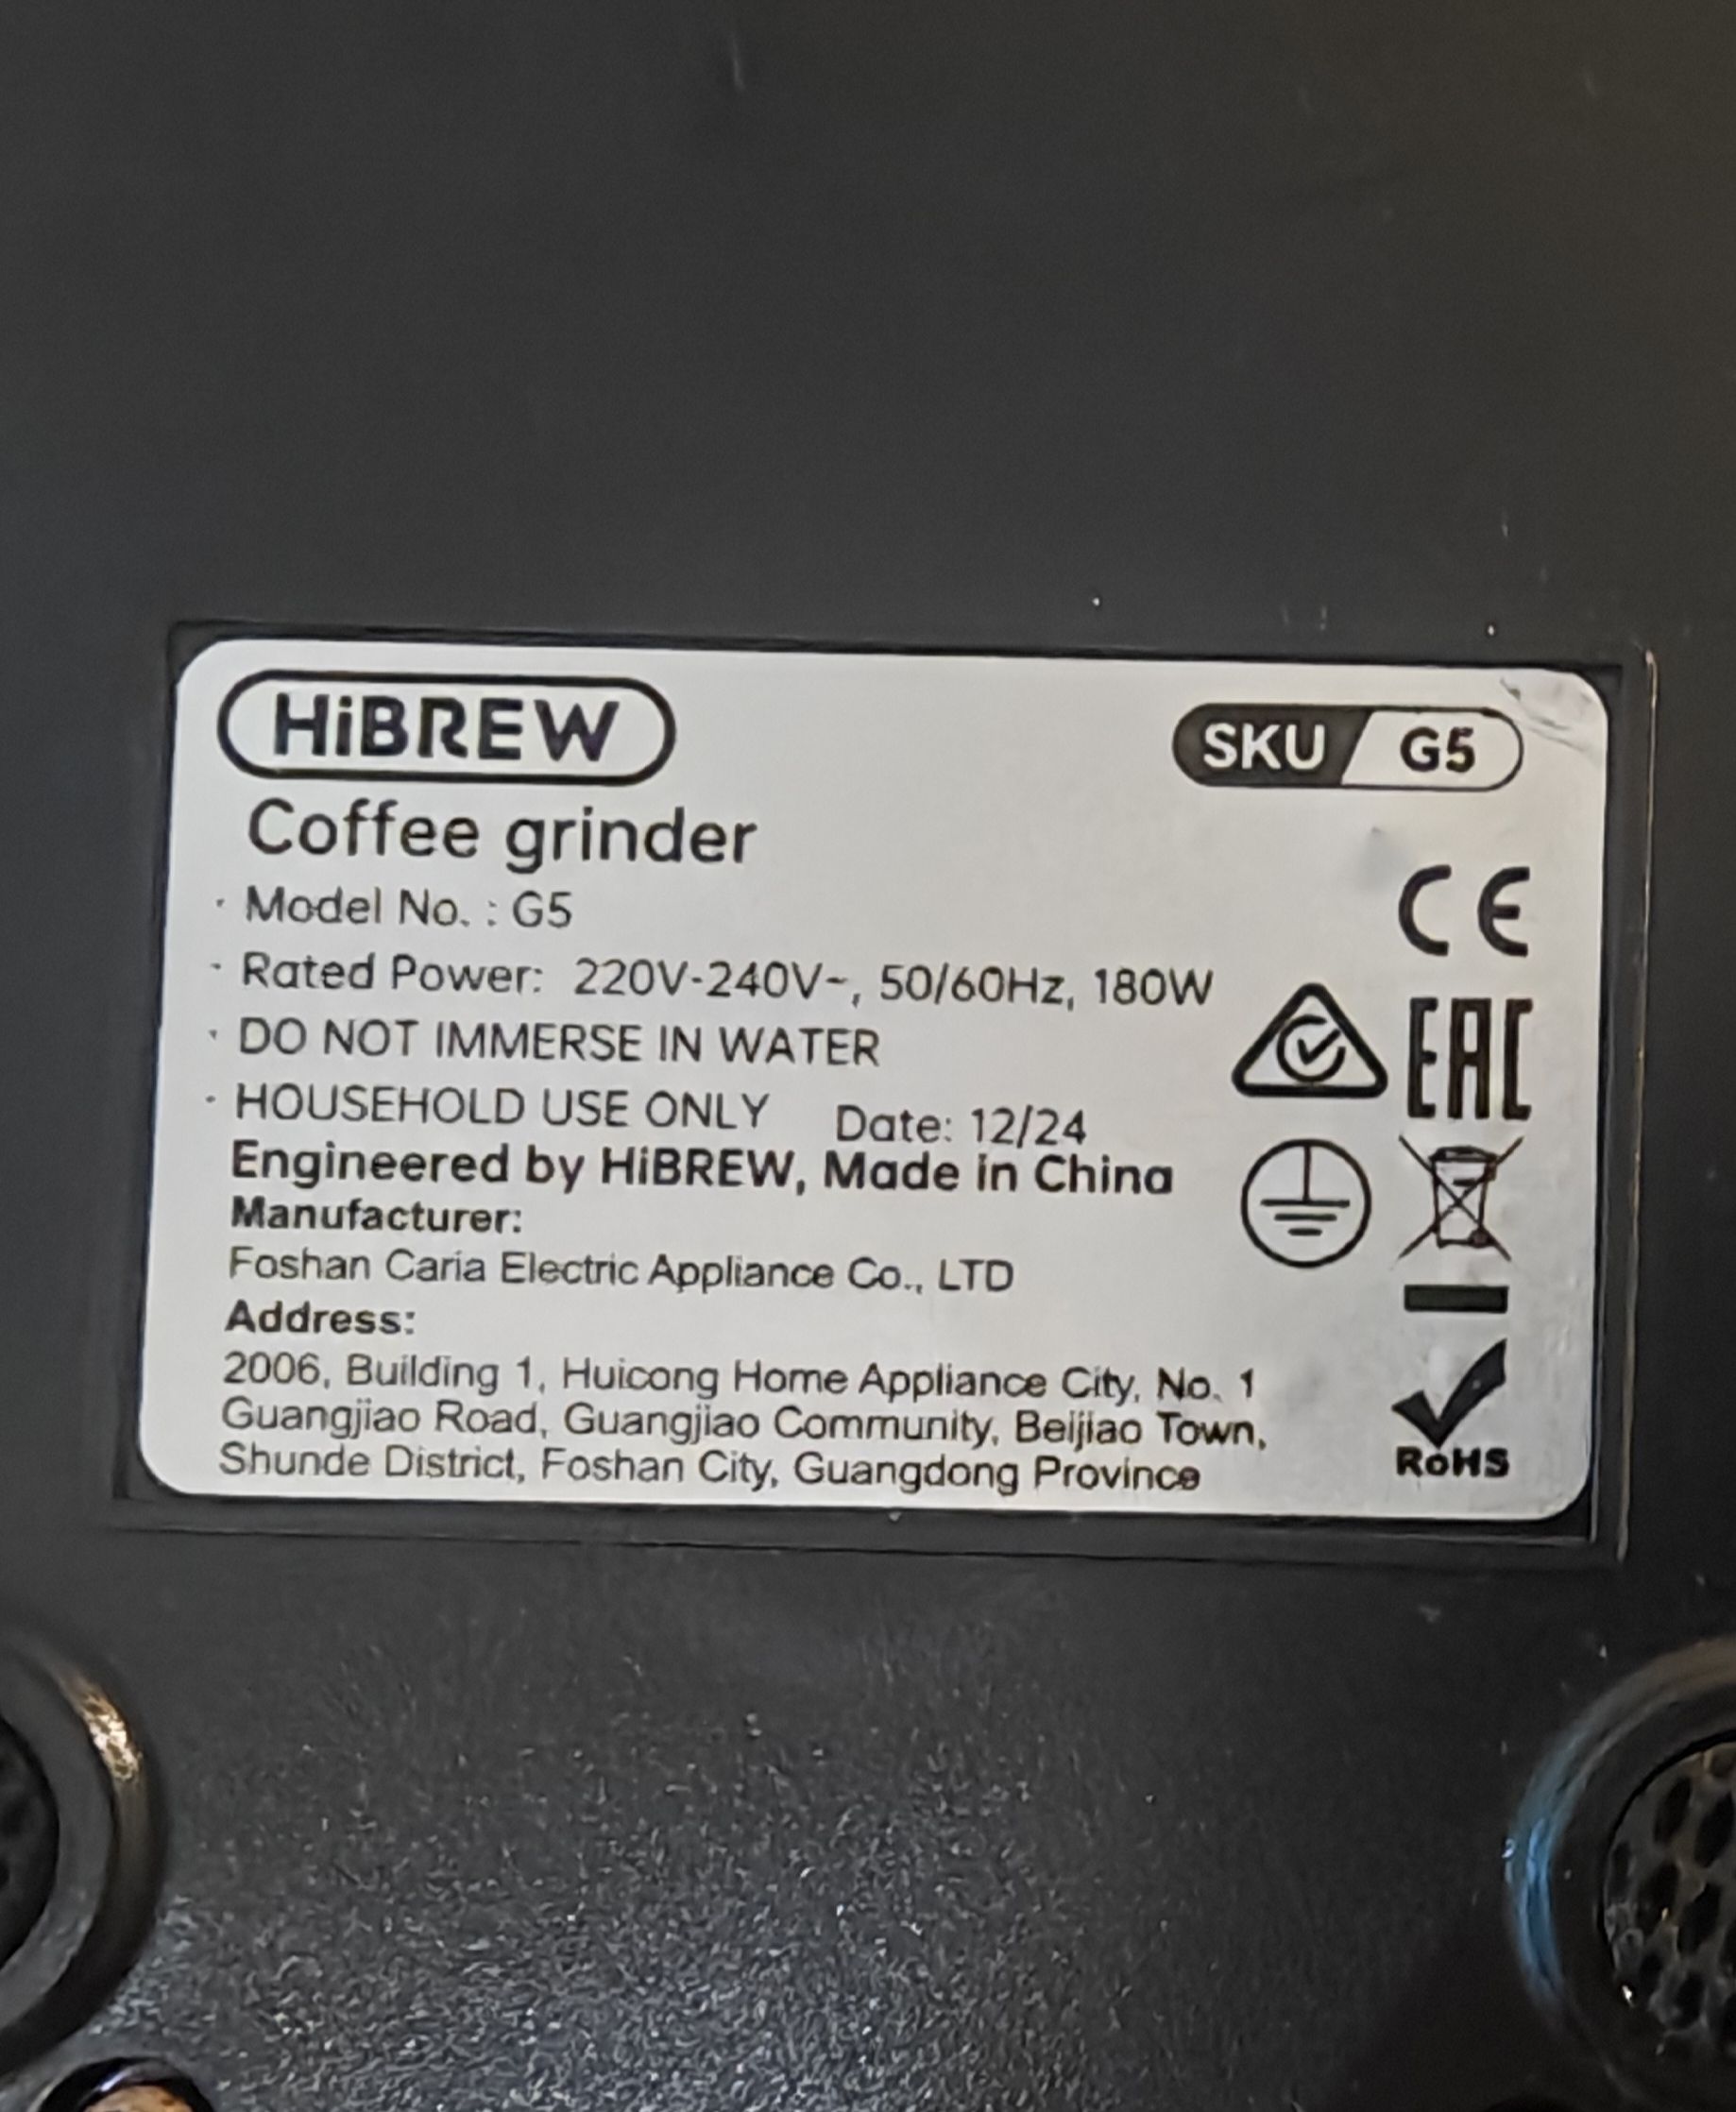 HiBREW
SKU G5
Coffee grinder
· Model No. : G5
· Rated Power: 220V-240V~, 50/60Hz, 180W
· DO NOT IMMERSE IN WATER
· HOUSEHOLD USE ONLY Date: 12/24
Engineered by HiBREW, Made in China
Manufacturer:
Foshan Caria Electric Appliance Co., LTD
Address:
2006, Building 1, Huicong Home Appliance City, No. 1
Guangjiao Road, Guangjiao Community, Beijiao Town,
Shunde District, Foshan City, Guangdong Province
CE
EAC
RoHS